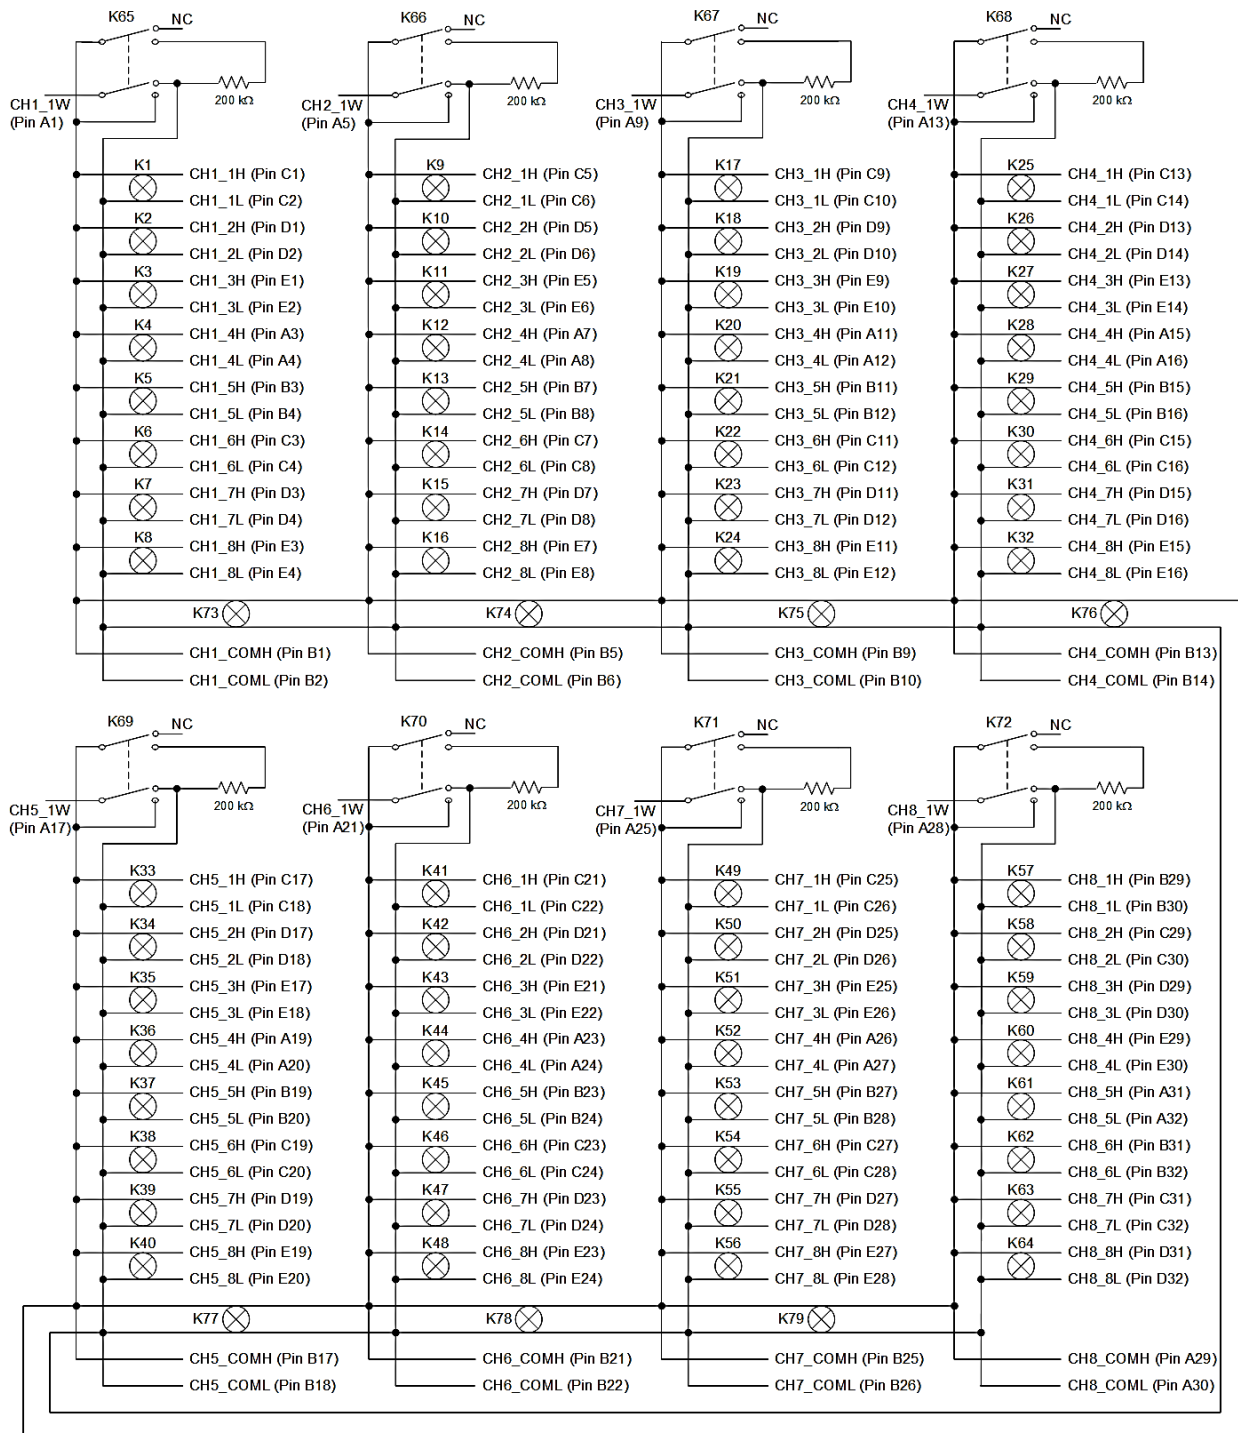 K65 NC K66 NC K67 NC K68 NC
200 kΩ 200 kΩ 200 kΩ 200 kΩ
CH1_1W CH2_1W CH3_1W CH4_1W
(Pin A1) (Pin A5) (Pin A9) (Pin A13)
K1 CH1_1H (Pin C1) K9 CH2_1H (Pin C5) K17 CH3_1H (Pin C9) K25 CH4_1H (Pin C13)
CH1_1L (Pin C2) CH2_1L (Pin C6) CH3_1L (Pin C10) CH4_1L (Pin C14)
K2 CH1_2H (Pin D1) K10 CH2_2H (Pin D5) K18 CH3_2H (Pin D9) K26 CH4_2H (Pin D13)
CH1_2L (Pin D2) CH2_2L (Pin D6) CH3_2L (Pin D10) CH4_2L (Pin D14)
K3 CH1_3H (Pin E1) K11 CH2_3H (Pin E5) K19 CH3_3H (Pin E9) K27 CH4_3H (Pin E13)
CH1_3L (Pin E2) CH2_3L (Pin E6) CH3_3L (Pin E10) CH4_3L (Pin E14)
K4 CH1_4H (Pin A3) K12 CH2_4H (Pin A7) K20 CH3_4H (Pin A11) K28 CH4_4H (Pin A15)
CH1_4L (Pin A4) CH2_4L (Pin A8) CH3_4L (Pin A12) CH4_4L (Pin A16)
K5 CH1_5H (Pin B3) K13 CH2_5H (Pin B7) K21 CH3_5H (Pin B11) K29 CH4_5H (Pin B15)
CH1_5L (Pin B4) CH2_5L (Pin B8) CH3_5L (Pin B12) CH4_5L (Pin B16)
K6 CH1_6H (Pin C3) K14 CH2_6H (Pin C7) K22 CH3_6H (Pin C11) K30 CH4_6H (Pin C15)
CH1_6L (Pin C4) CH2_6L (Pin C8) CH3_6L (Pin C12) CH4_6L (Pin C16)
K7 CH1_7H (Pin D3) K15 CH2_7H (Pin D7) K23 CH3_7H (Pin D11) K31 CH4_7H (Pin D15)
CH1_7L (Pin D4) CH2_7L (Pin D8) CH3_7L (Pin D12) CH4_7L (Pin D16)
K8 CH1_8H (Pin E3) K16 CH2_8H (Pin E7) K24 CH3_8H (Pin E11) K32 CH4_8H (Pin E15)
CH1_8L (Pin E4) CH2_8L (Pin E8) CH3_8L (Pin E12) CH4_8L (Pin E16)
K73 K74 K75 K76
CH1_COMH (Pin B1) CH2_COMH (Pin B5) CH3_COMH (Pin B9) CH4_COMH (Pin B13)
CH1_COML (Pin B2) CH2_COML (Pin B6) CH3_COML (Pin B10) CH4_COML (Pin B14)
K69 NC K70 NC K71 NC K72 NC
200 kΩ 200 kΩ 200 kΩ 200 kΩ
CH5_1W CH6_1W CH7_1W CH8_1W
(Pin A17) (Pin A21) (Pin A25) (Pin A28)
K33 CH5_1H (Pin C17) K41 CH6_1H (Pin C21) K49 CH7_1H (Pin C25) K57 CH8_1H (Pin B29)
CH5_1L (Pin C18) CH6_1L (Pin C22) CH7_1L (Pin C26) CH8_1L (Pin B30)
K34 CH5_2H (Pin D17) K42 CH6_2H (Pin D21) K50 CH7_2H (Pin D25) K58 CH8_2H (Pin C29)
CH5_2L (Pin D18) CH6_2L (Pin D22) CH7_2L (Pin D26) CH8_2L (Pin C30)
K35 CH5_3H (Pin E17) K43 CH6_3H (Pin E21) K51 CH7_3H (Pin E25) K59 CH8_3H (Pin D29)
CH5_3L (Pin E18) CH6_3L (Pin E22) CH7_3L (Pin E26) CH8_3L (Pin D30)
K36 CH5_4H (Pin A19) K44 CH6_4H (Pin A23) K52 CH7_4H (Pin A26) K60 CH8_4H (Pin E29)
CH5_4L (Pin A20) CH6_4L (Pin A24) CH7_4L (Pin A27) CH8_4L (Pin E30)
K37 CH5_5H (Pin B19) K45 CH6_5H (Pin B23) K53 CH7_5H (Pin B27) K61 CH8_5H (Pin A31)
CH5_5L (Pin B20) CH6_5L (Pin B24) CH7_5L (Pin B28) CH8_5L (Pin A32)
K38 CH5_6H (Pin C19) K46 CH6_6H (Pin C23) K54 CH7_6H (Pin C27) K62 CH8_6H (Pin B31)
CH5_6L (Pin C20) CH6_6L (Pin C24) CH7_6L (Pin C28) CH8_6L (Pin B32)
K39 CH5_7H (Pin D19) K47 CH6_7H (Pin D23) K55 CH7_7H (Pin D27) K63 CH8_7H (Pin C31)
CH5_7L (Pin D20) CH6_7L (Pin D24) CH7_7L (Pin D28) CH8_7L (Pin C32)
K40 CH5_8H (Pin E19) K48 CH6_8H (Pin E23) K56 CH7_8H (Pin E27) K64 CH8_8H (Pin D31)
CH5_8L (Pin E20) CH6_8L (Pin E24) CH7_8L (Pin E28) CH8_8L (Pin D32)
K77 K78 K79
CH5_COMH (Pin B17) CH6_COMH (Pin B21) CH7_COMH (Pin B25) CH8_COMH (Pin A29)
CH5_COML (Pin B18) CH6_COML (Pin B22) CH7_COML (Pin B26) CH8_COML (Pin A30)